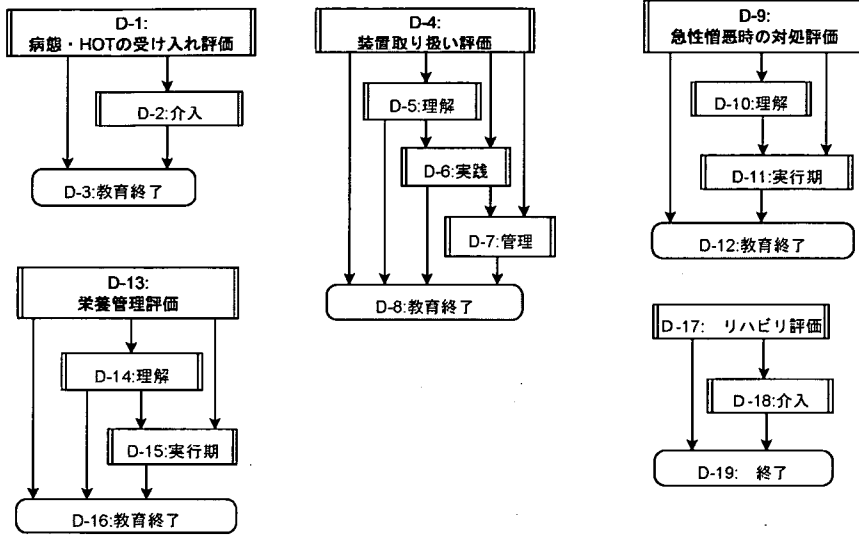 D-1:
病態・HOTの受け入れ評価
D-2:介入
D-3:教育終了
D-4:
装置取り扱い評価
D-5:理解
D-6:実践
D-7:管理
D-8:教育終了
D-9:
急性憎悪時の対処評価
D-10:理解
D-11:実行期
D-12:教育終了
D-13:
栄養管理評価
D-14:理解
D-15:実行期
D-16:教育終了
D-17: リハビリ評価
D-18:介入
D-19: 終了